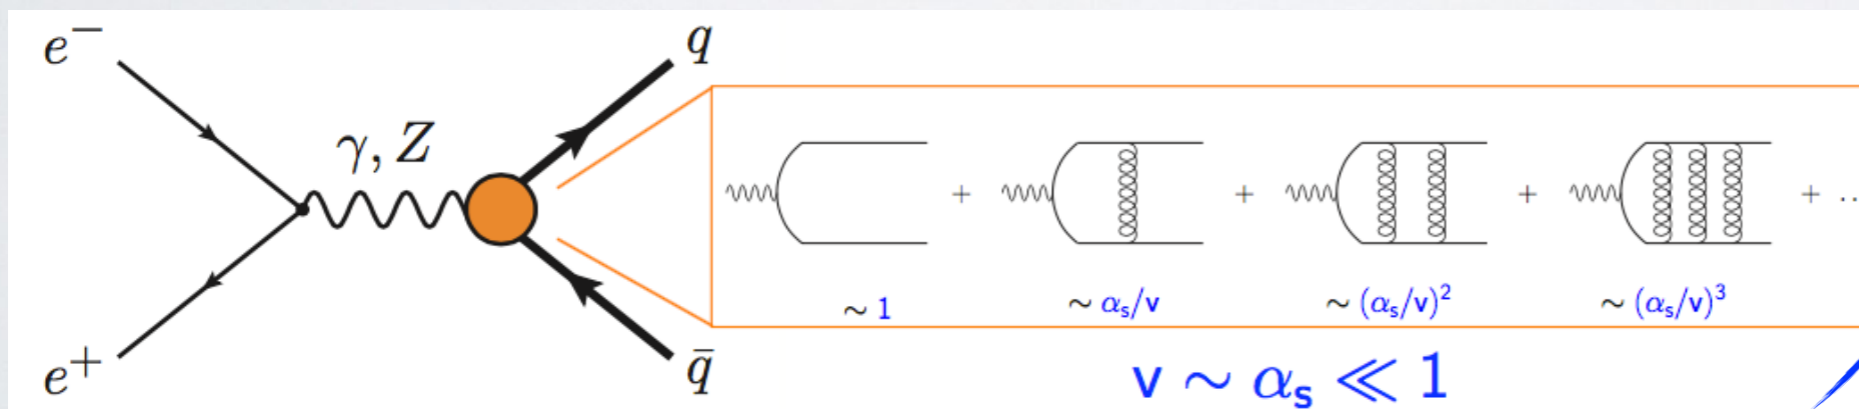 e⁻
q
γ, Z
+ + + + ..
~ 1
~ αₛ/v
~ (αₛ/v)²
~ (αₛ/v)³
e⁺
q̄
v ~ αₛ ≪ 1